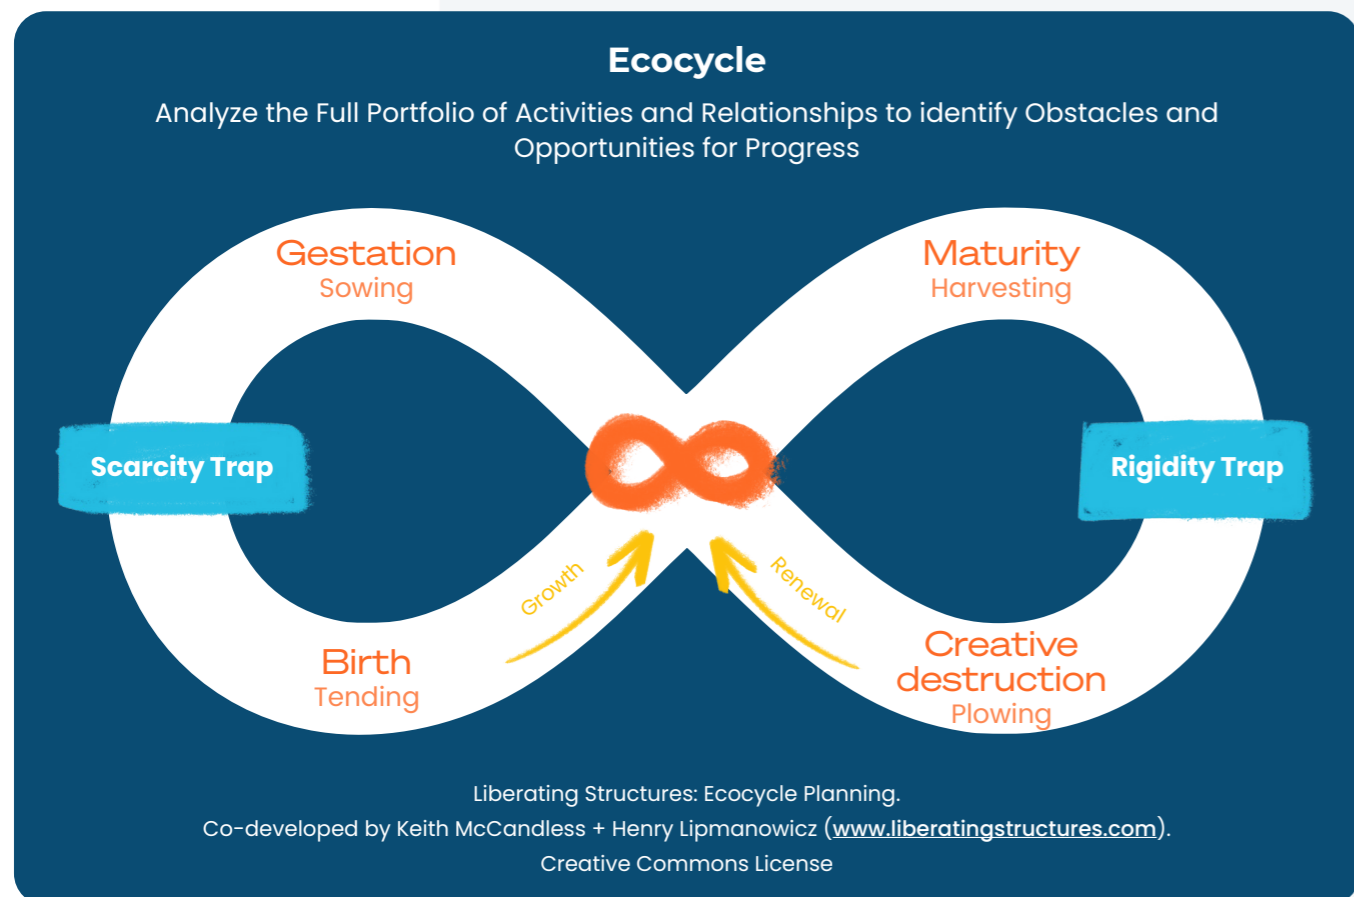 Ecocycle
Analyze the Full Portfolio of Activities and Relationships to identify Obstacles and
Opportunities for Progress
Gestation
Sowing
Maturity
Harvesting
Scarcity Trap
Rigidity Trap
Growth
Renewal
Birth
Tending
Creative
destruction
Plowing
Liberating Structures: Ecocycle Planning.
Co-developed by Keith McCandless + Henry Lipmanowicz (www.liberatingstructures.com).
Creative Commons License